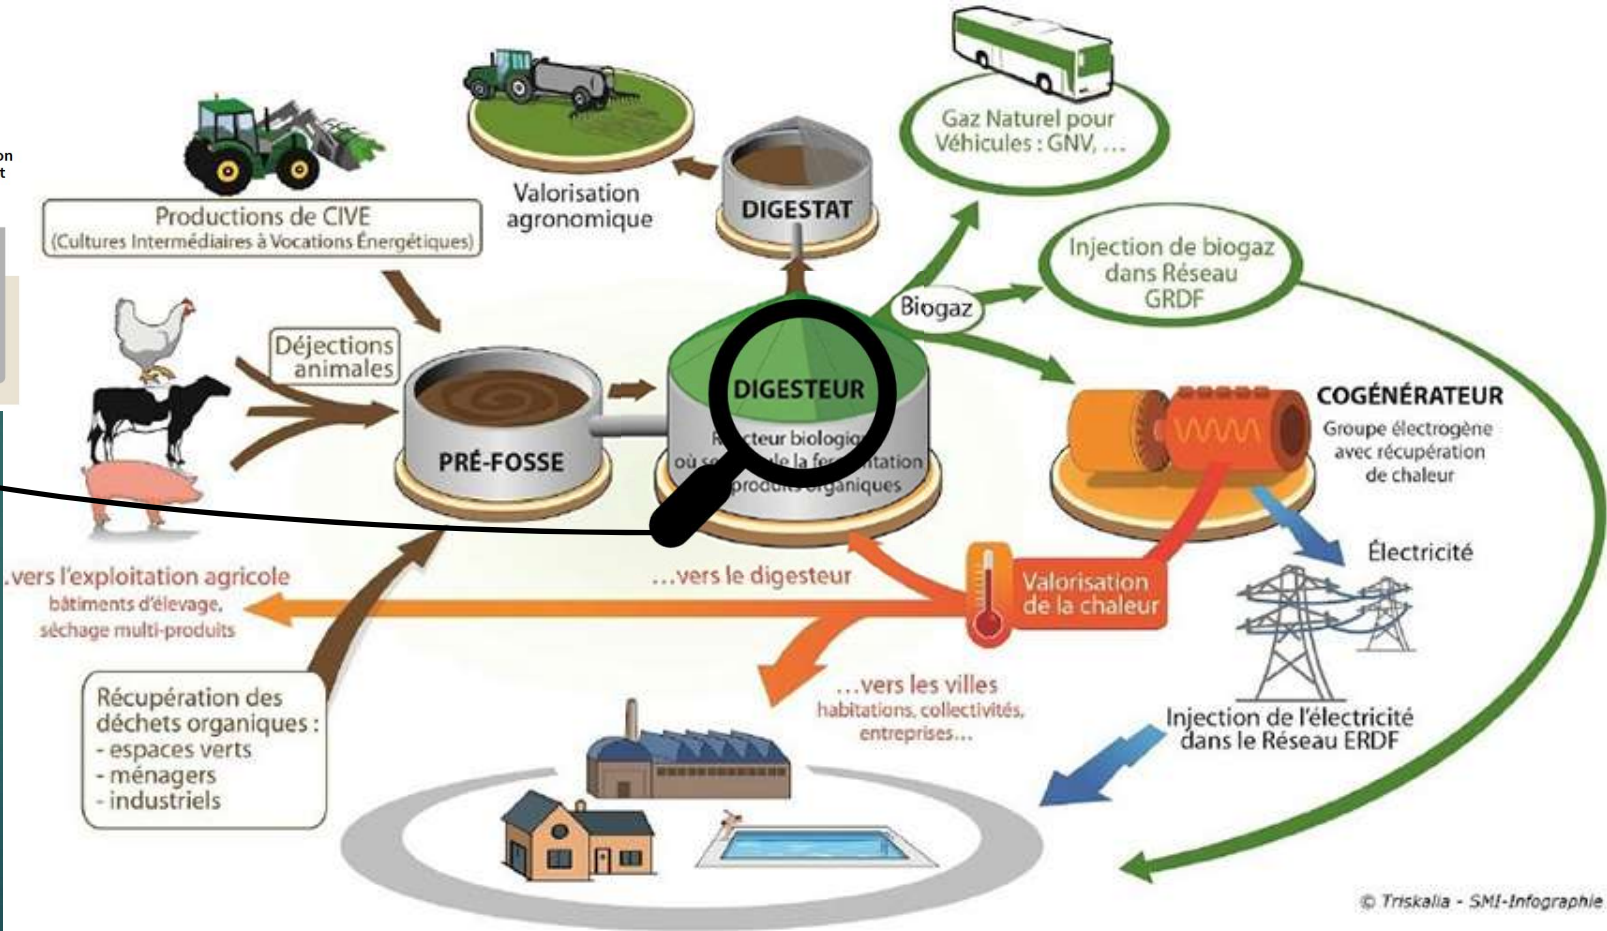 on
t
Gaz Naturel pour
Véhicules : GNV, ...
Valorisation
agronomique
DIGESTAT
Productions de CIVE
(Cultures Intermédiaires à Vocations Énergétiques)
Injection de biogaz
dans Réseau
GRDF
Biogaz
Déjections
animales
PRÉ-FOSSE
DIGESTEUR
où
la
produits organiques
COGÉNÉRATEUR
Groupe électrogène
avec récupération
de chaleur
Électricité
...vers l'exploitation agricole
bâtiments d'élevage,
séchage multi-produits
...vers le digesteur
Valorisation
de la chaleur
...vers les villes
habitations, collectivités,
entreprises...
Récupération des
déchets organiques :
- espaces verts
- ménagers
- industriels
Injection de l'électricité
dans le Réseau ERDF
© Triskalia - SMI-Infographie